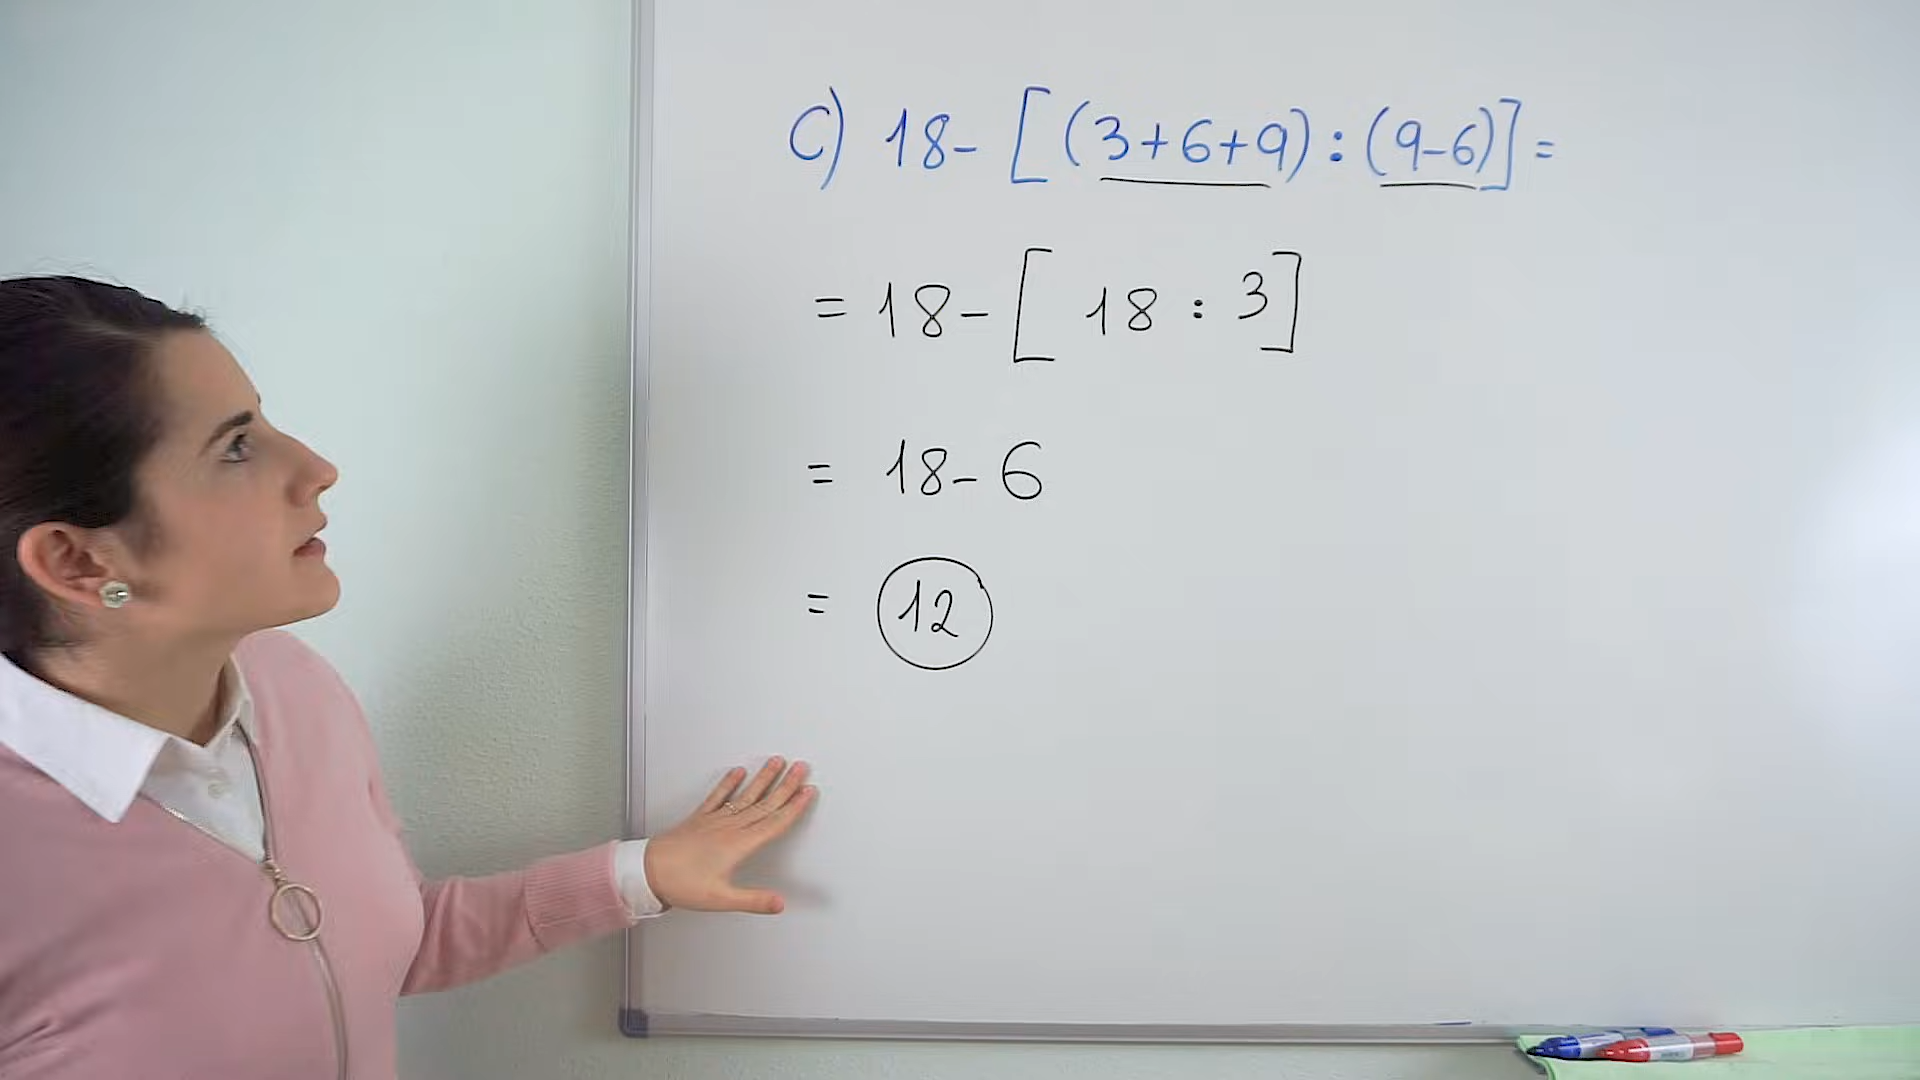 C) 18- [(3+6+9) : (9-6)] =
= 18- [ 18 : 3 ]
= 18- 6
= 12